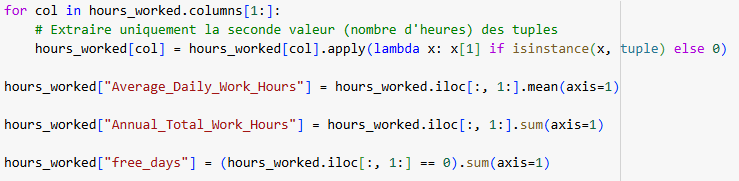 for col in hours_worked.columns[1:]:
# Extraire uniquement la seconde valeur (nombre d'heures) des tuples
hours_worked[col] = hours_worked[col].apply(lambda x: x[1] if isinstance(x, tuple) else 0)
hours_worked["Average_Daily_Work_Hours"] = hours_worked.iloc[:, 1:].mean(axis=1)
hours_worked["Annual_Total_Work_Hours"] = hours_worked.iloc[:, 1:].sum(axis=1)
hours_worked["free_days"] = (hours_worked.iloc[:, 1:] == 0).sum(axis=1)